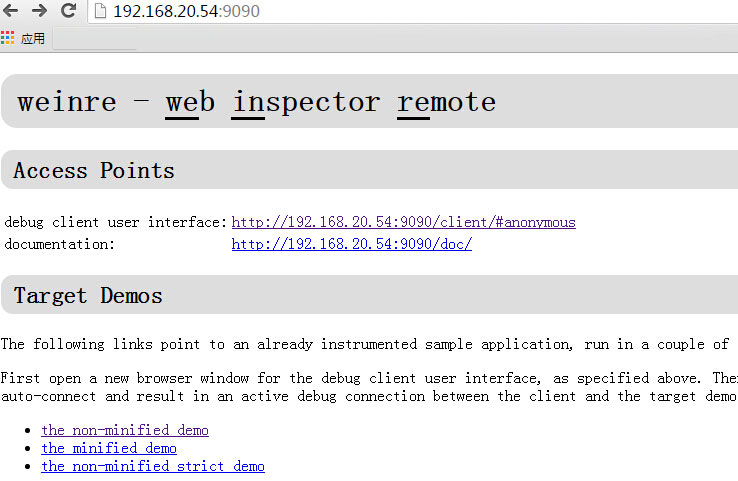 192.168.20.54:9090
应用
weinre - web inspector remote
Access Points
debug client user interface: http://192.168.20.54:9090/client/#anonymous
documentation: http://192.168.20.54:9090/doc/
Target Demos
The following links point to an already instrumented sample application, run in a couple of
First open a new browser window for the debug client user interface, as specified above.
auto-connect and result in an active debug connection between the client and the target demo
the non-minified demo
the minified demo
the non-minified strict demo